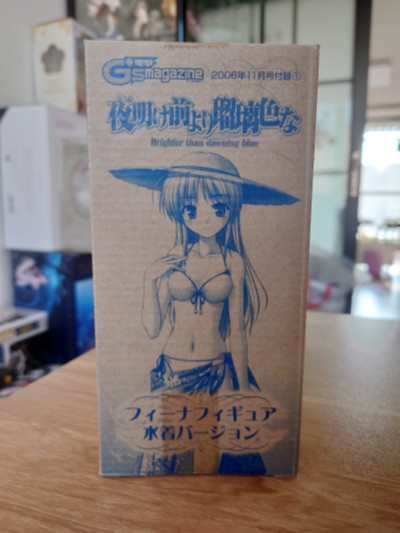 電撃G'smagazine 2006年11月号付録①
夜明け前より瑠璃色な
Brighter than dawning blue
フィーナフィギュア
水着バージョン